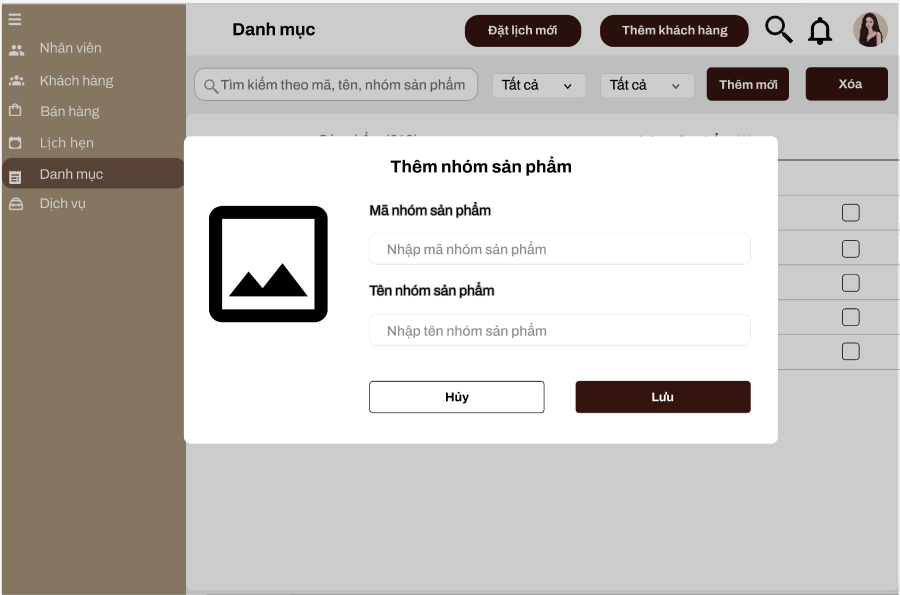 Danh mục
Đặt lịch mới
Thêm khách hàng
Nhân viên
Khách hàng
Bán hàng
Lịch hẹn
Danh mục
Dịch vụ
Tìm kiếm theo mã, tên, nhóm sản phẩm
Tất cả
Tất cả
Thêm mới
Xóa
Thêm nhóm sản phẩm
Mã nhóm sản phẩm
Nhập mã nhóm sản phẩm
Tên nhóm sản phẩm
Nhập tên nhóm sản phẩm
Hủy
Lưu